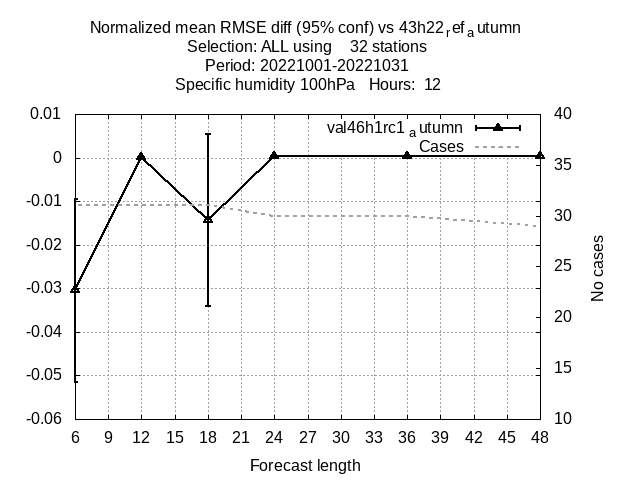 Normalized mean RMSE diff (95% conf) vs 43h22ref autumn
Selection: ALL using 32 stations
Period: 20221001-20221031
Specific humidity 100hPa Hours: 12
0.01
0
-0.01
-0.02
-0.03
-0.04
-0.05
-0.06
val46h1rc1autumn
Cases
40
35
30
25
20
15
10
No cases
6 9 12 15 18 21 24 27 30 33 36 39 42 45 48
Forecast length